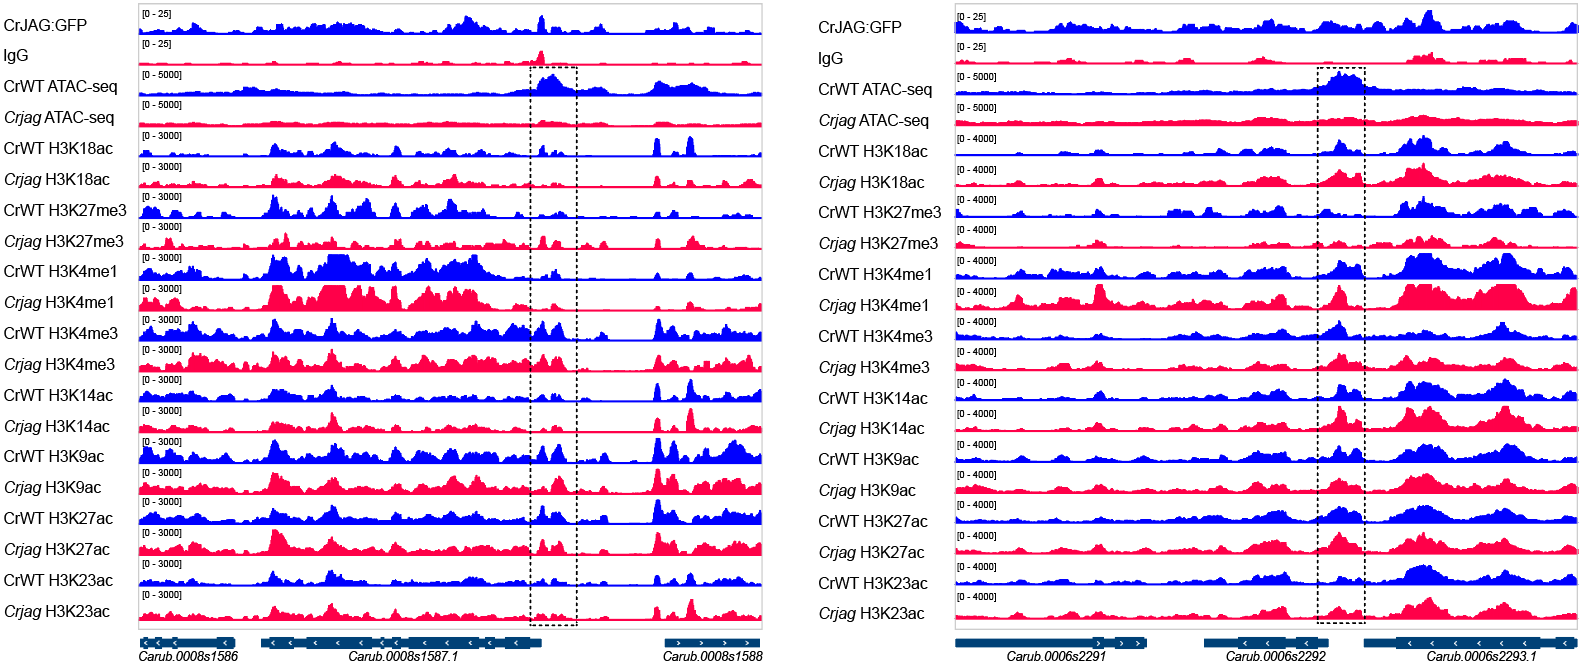 CrJAG:GFP [0 - 25]
IgG [0 - 25]
CrWT ATAC-seq [0 - 5000]
Crjag ATAC-seq [0 - 5000]
CrWT H3K18ac [0 - 3000]
Crjag H3K18ac [0 - 3000]
CrWT H3K27me3 [0 - 3000]
Crjag H3K27me3 [0 - 3000]
CrWT H3K4me1 [0 - 3000]
Crjag H3K4me1 [0 - 3000]
CrWT H3K4me3 [0 - 3000]
Crjag H3K4me3 [0 - 3000]
CrWT H3K14ac [0 - 3000]
Crjag H3K14ac [0 - 3000]
CrWT H3K9ac [0 - 3000]
Crjag H3K9ac [0 - 3000]
CrWT H3K27ac [0 - 3000]
Crjag H3K27ac [0 - 3000]
CrWT H3K23ac [0 - 3000]
Crjag H3K23ac [0 - 3000]
Carub.0008s1586 Carub.0008s1587.1 Carub.0008s1588
CrJAG:GFP [0 - 25]
IgG [0 - 25]
CrWT ATAC-seq [0 - 5000]
Crjag ATAC-seq [0 - 5000]
CrWT H3K18ac [0 - 4000]
Crjag H3K18ac [0 - 4000]
CrWT H3K27me3 [0 - 4000]
Crjag H3K27me3 [0 - 4000]
CrWT H3K4me1 [0 - 4000]
Crjag H3K4me1 [0 - 4000]
CrWT H3K4me3 [0 - 4000]
Crjag H3K4me3 [0 - 4000]
CrWT H3K14ac [0 - 4000]
Crjag H3K14ac [0 - 4000]
CrWT H3K9ac [0 - 4000]
Crjag H3K9ac [0 - 4000]
CrWT H3K27ac [0 - 4000]
Crjag H3K27ac [0 - 4000]
CrWT H3K23ac [0 - 4000]
Crjag H3K23ac [0 - 4000]
Carub.0006s2291 Carub.0006s2292 Carub.0006s2293.1